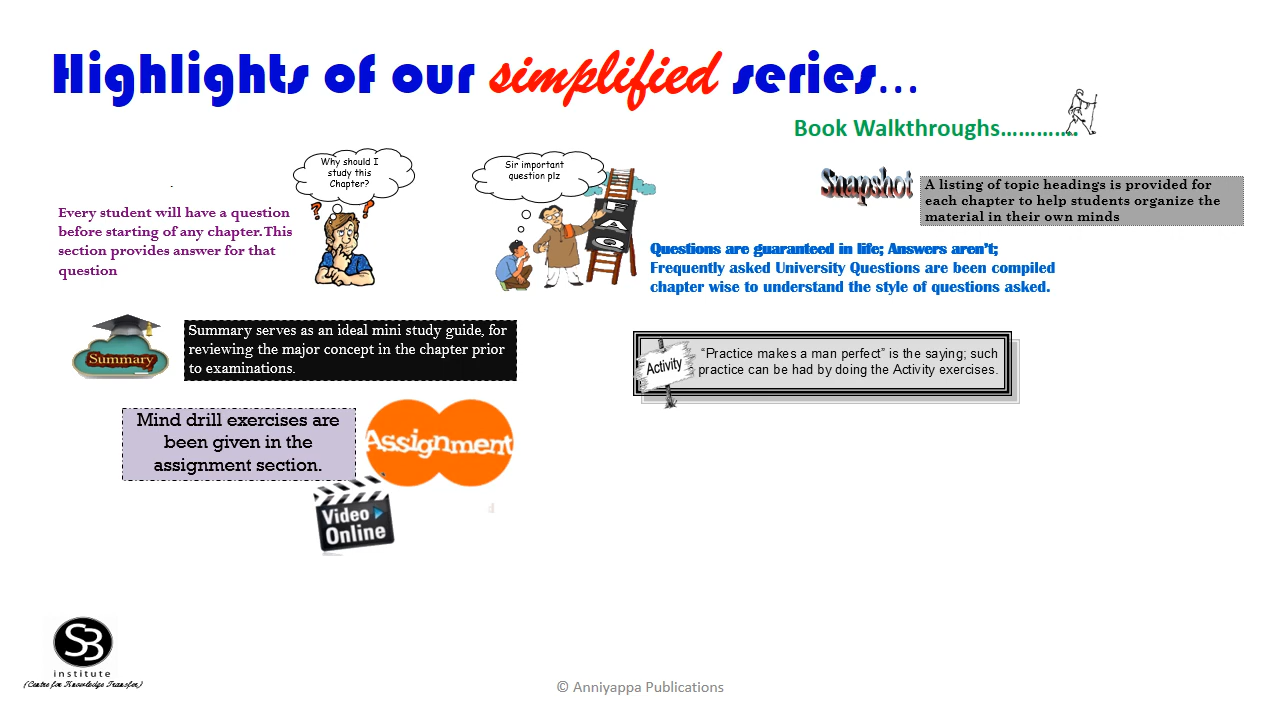 Highlights of our simplified series...
Book Walkthroughs.............
Why should I
study this
Chapter?
Sir important
question plz
Snapshot
A listing of topic headings is provided for
each chapter to help students organize the
material in their own minds
Every student will have a question
before starting of any chapter.This
section provides answer for that
question
? ?
F A Q
Questions are guaranteed in life; Answers aren't;
Frequently asked University Questions are been compiled
chapter wise to understand the style of questions asked.
Summary
Summary serves as an ideal mini study guide, for
reviewing the major concept in the chapter prior
to examinations.
Activity
“Practice makes a man perfect” is the saying; such
practice can be had by doing the Activity exercises.
Mind drill exercises are
been given in the
assignment section.
Assignment
Video
Online
d
SB
institute
(Centre for Knowledge Transfer)
© Anniyappa Publications